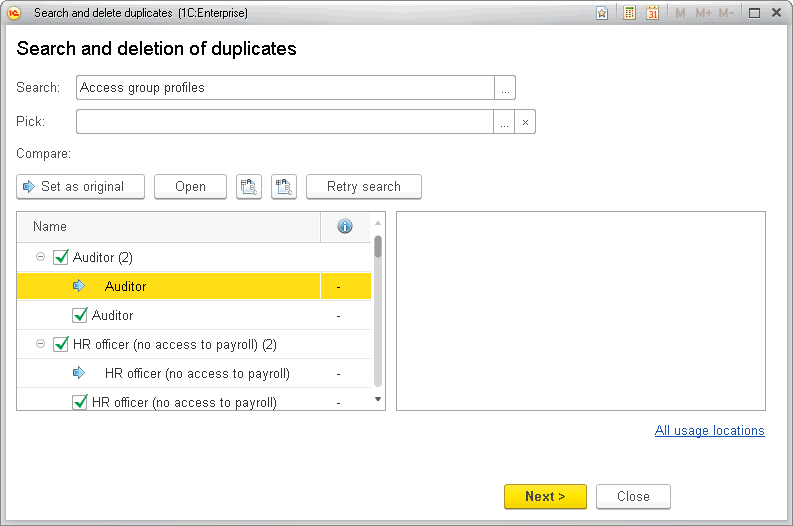 Search and delete duplicates (1C:Enterprise)
M M+ M-
Search and deletion of duplicates
Search: Access group profiles ...
Pick: ... ×
Compare:
Set as original Open Retry search
Name
Auditor (2)
Auditor -
Auditor -
HR officer (no access to payroll) (2)
HR officer (no access to payroll) -
HR officer (no access to payroll) -
All usage locations
Next > Close